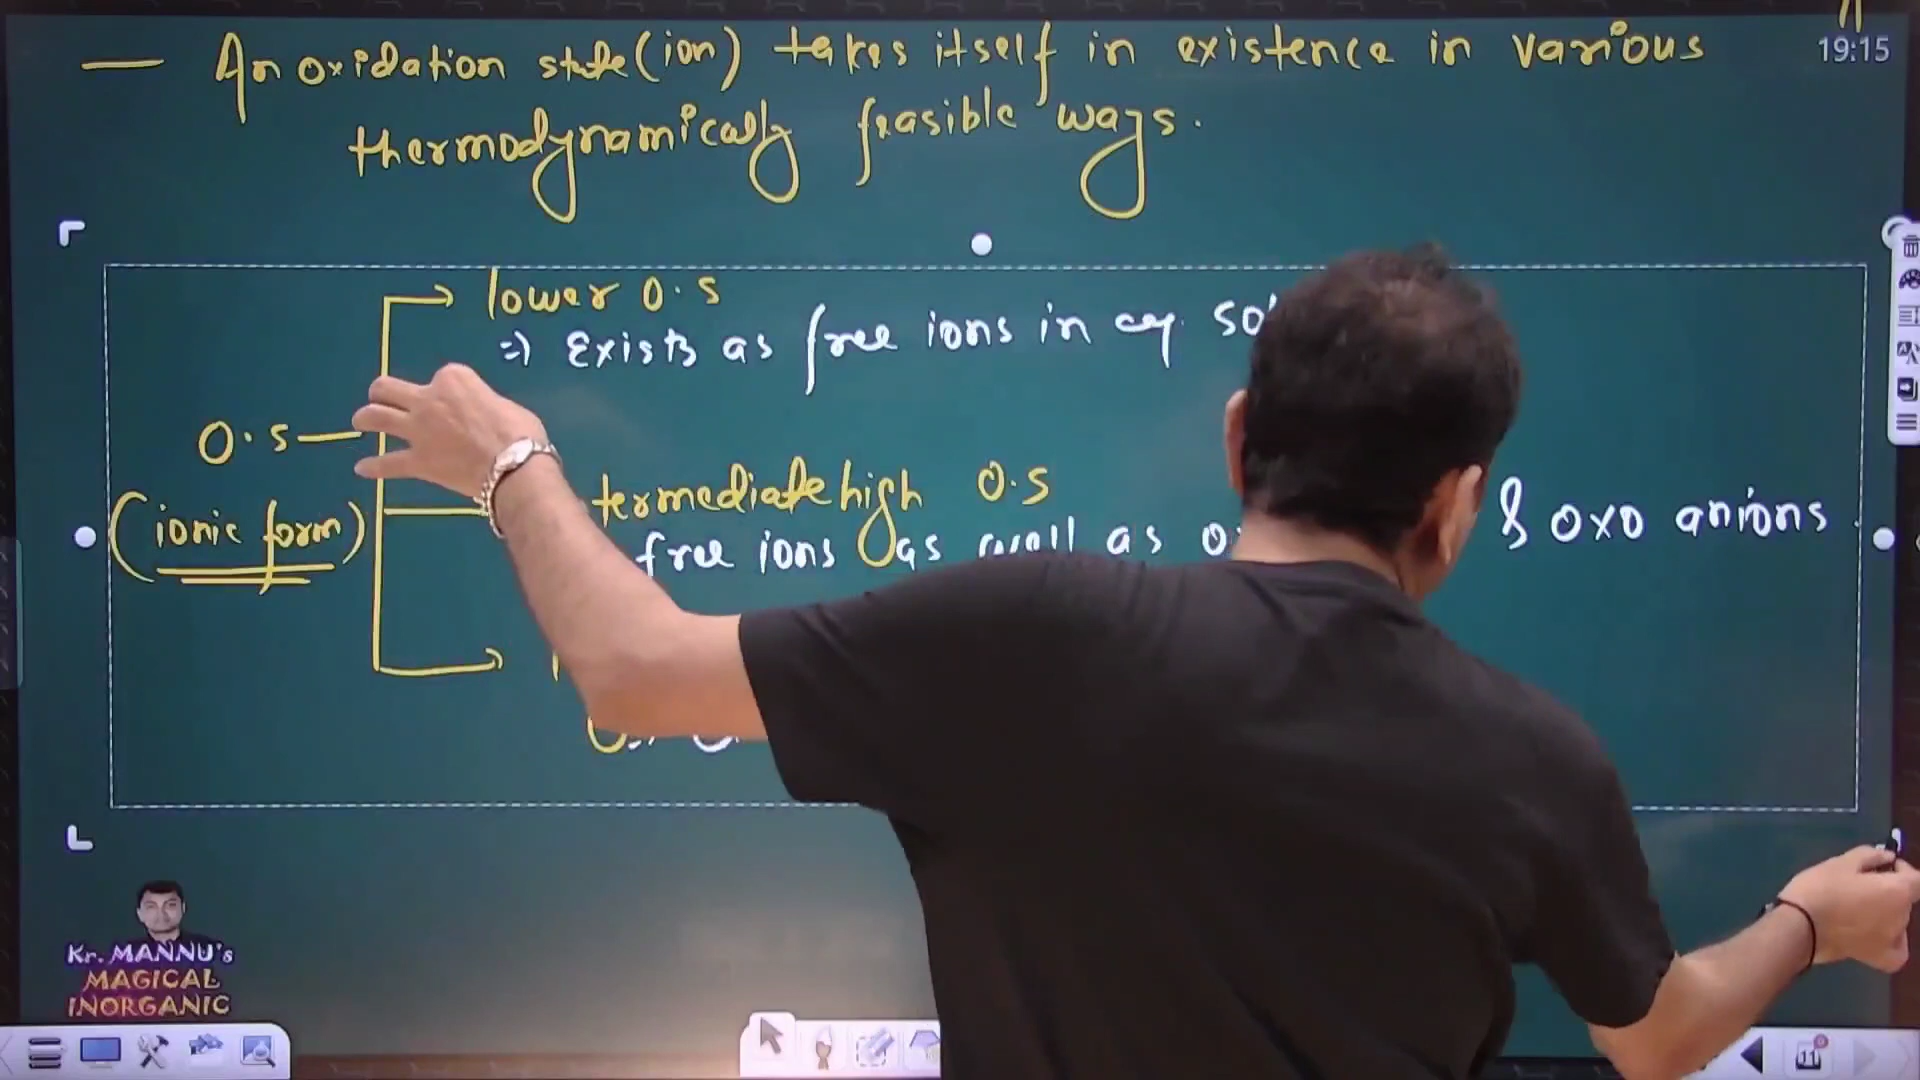 — An oxidation state (ion) takes itself in existence in various
19:15
thermodynamically feasible ways.
lower O.S
=> Exists as free ions in aq.
O.S —
high O.S
(ionic form)
free ions as well as
& oxo anions
Kr. MANNU's
MAGICAL
INORGANIC
11